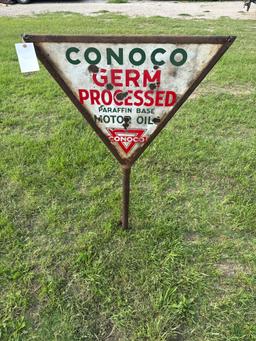 CONOCO
GERM
PROCESSED
PARAFFIN BASE
MOTOR OIL
CONOCO